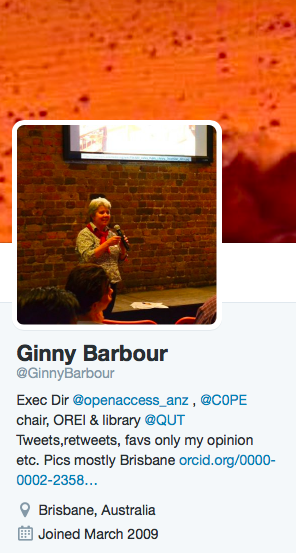 Ginny Barbour
@GinnyBarbour
Exec Dir @openaccess_anz , @C0PE
chair, OREI & library @QUT
Tweets,retweets, favs only my opinion
etc. Pics mostly Brisbane orcid.org/0000-
0002-2358…
Brisbane, Australia
Joined March 2009